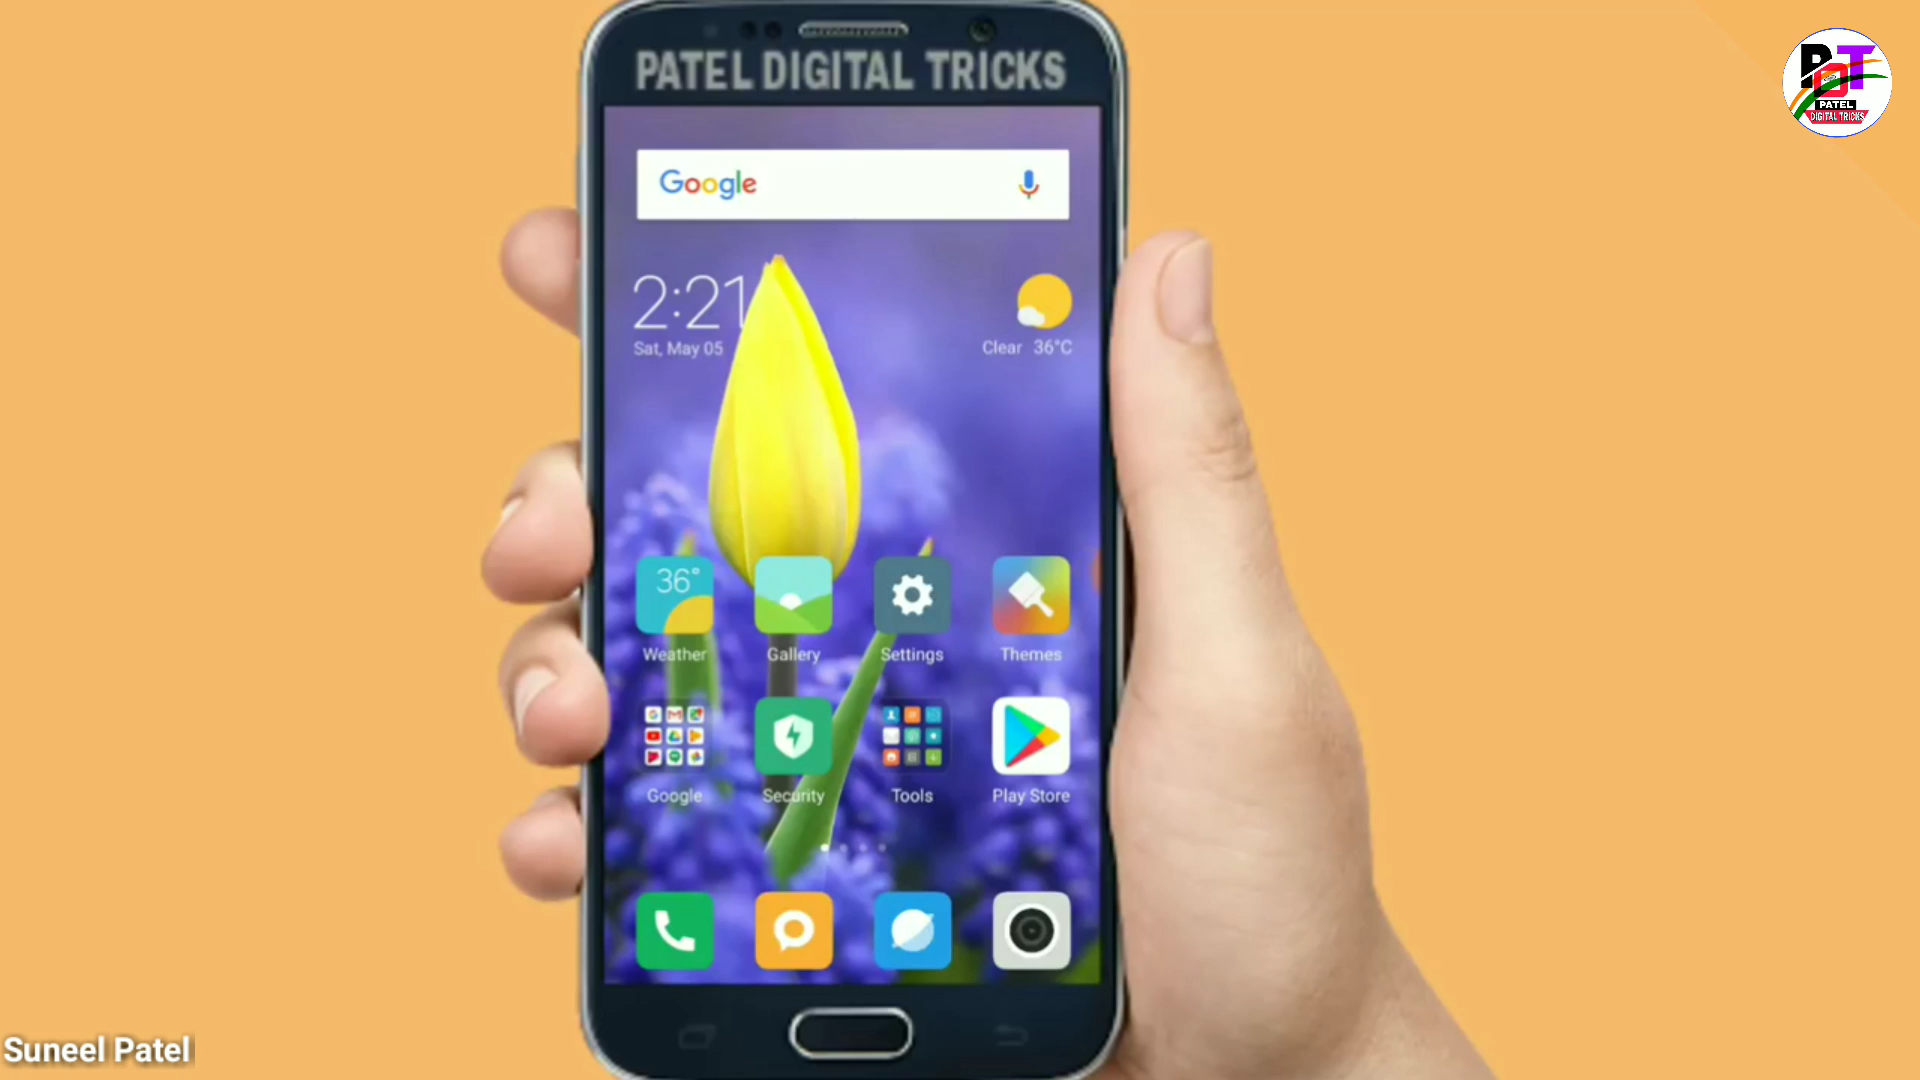 PATEL DIGITAL TRICKS
PDT
PATEL
DIGITAL TRICKS
Google
2:21
Sat, May 05
Clear 36°C
36°
Weather
Gallery
Settings
Themes
Google
Security
Tools
Play Store
Suneel Patel